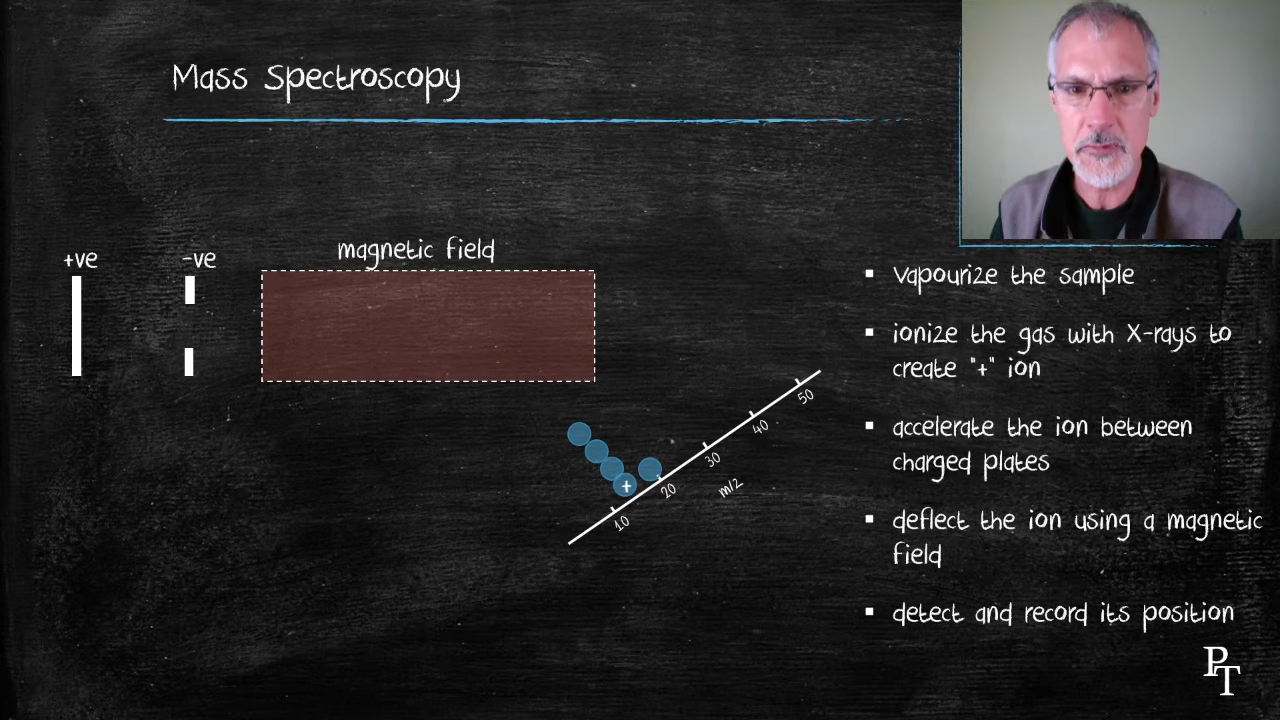 Mass Spectroscopy
+ve
-ve
magnetic field
+
10
20
30
40
50
m/z
▪ vapourize the sample
▪ ionize the gas with X-rays to
create "+" ion
▪ accelerate the ion between
charged plates
▪ deflect the ion using a magnetic
field
▪ detect and record its position
PT